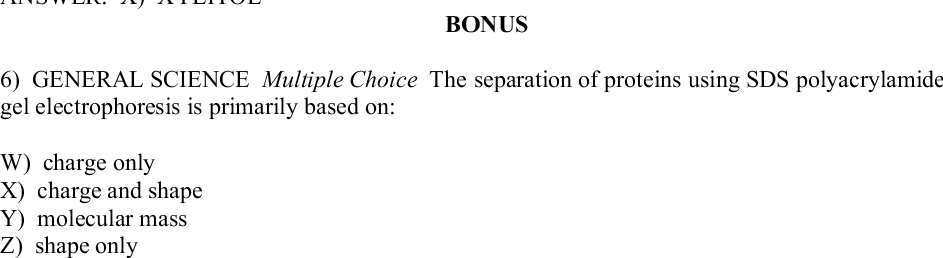 ANSWER: X) XYLITOL
BONUS
6) GENERAL SCIENCE Multiple Choice The separation of proteins using SDS polyacrylamide
gel electrophoresis is primarily based on:
W) charge only
X) charge and shape
Y) molecular mass
Z) shape only